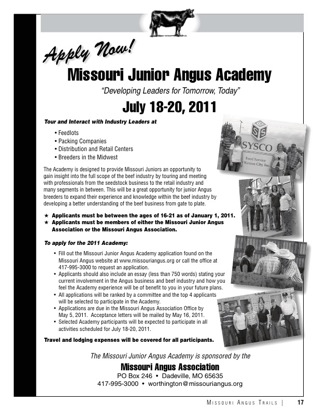 Apply Now!
Missouri Junior Angus Academy
"Developing Leaders for Tomorrow, Today"
July 18-20, 2011
Tour and Interact with Industry Leaders at
• Feedlots
• Packing Companies
• Distribution and Retail Centers
• Breeders in the Midwest
The Academy is designed to provide Missouri Juniors an opportunity to
gain insight into the full scope of the beef industry by touring and meeting
with professionals from the seedstock business to the retail industry and
many segments in between. This will be a great opportunity for junior Angus
breeders to expand their experience and knowledge within the beef industry by
developing a better understanding of the beef business from gate to plate.
★ Applicants must be between the ages of 16-21 as of January 1, 2011.
★ Applicants must be members of either the Missouri Junior Angus
Association or the Missouri Angus Association.
To apply for the 2011 Academy:
• Fill out the Missouri Junior Angus Academy application found on the
Missouri Angus website at www.missouriangus.org or call the office at
417-995-3000 to request an application.
• Applicants should also include an essay (less than 750 words) stating your
current involvement in the Angus business and beef industry and how you
feel the Academy experience will be of benefit to you in your future plans.
• All applications will be ranked by a committee and the top 4 applicants
will be selected to participate in the Academy.
• Applications are due in the Missouri Angus Association Office by
May 5, 2011. Acceptance letters will be mailed by May 16, 2011.
• Selected Academy participants will be expected to participate in all
activities scheduled for July 18-20, 2011.
Travel and lodging expenses will be covered for all participants.
The Missouri Junior Angus Academy is sponsored by the
Missouri Angus Association
PO Box 246 • Dadeville, MO 65635
417-995-3000 • worthington@missouriangus.org
Missouri Angus Trails | 17
SYSCO